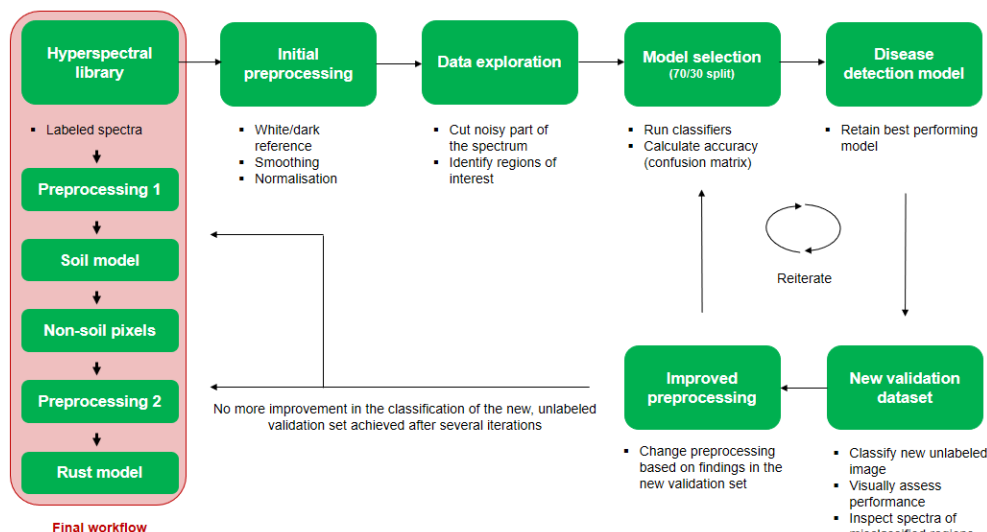 Hyperspectral
library
▪ Labeled spectra
Preprocessing 1
Soil model
Non-soil pixels
Preprocessing 2
Rust model
Final workflow
Initial
preprocessing
▪ White/dark
reference
▪ Smoothing
▪ Normalisation
Data exploration
▪ Cut noisy part of
the spectrum
▪ Identify regions of
interest
Model selection
(70/30 split)
▪ Run classifiers
▪ Calculate accuracy
(confusion matrix)
Disease
detection model
▪ Retain best performing
model
Reiterate
New validation
dataset
▪ Classify new unlabeled
image
▪ Visually assess
performance
▪ Inspect spectra of
Improved
preprocessing
▪ Change preprocessing
based on findings in the
new validation set
No more improvement in the classification of the new, unlabeled
validation set achieved after several iterations